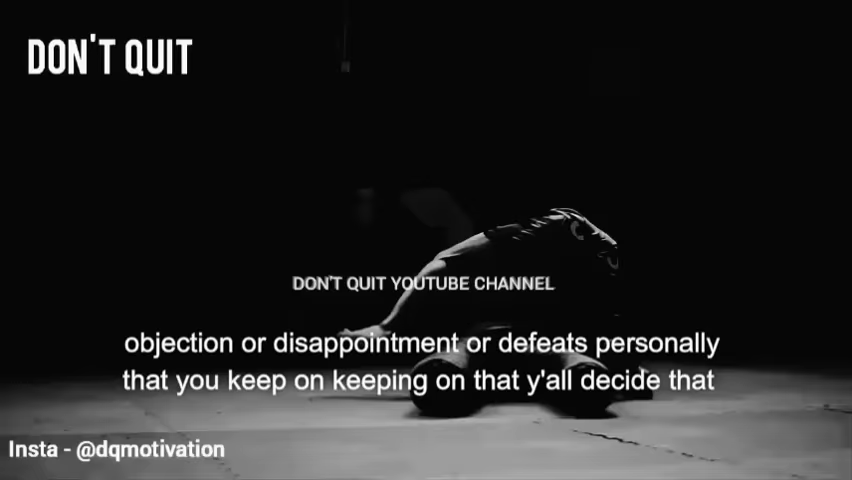 DON'T QUIT
DON'T QUIT YOUTUBE CHANNEL
objection or disappointment or defeats personally
that you keep on keeping on that y'all decide that
Insta - @dqmotivation